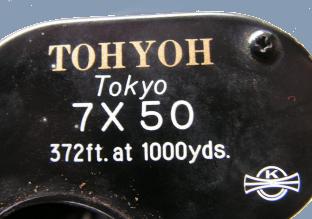 TOHYOH
Tokyo
7X50
372ft. at 1000yds.
K